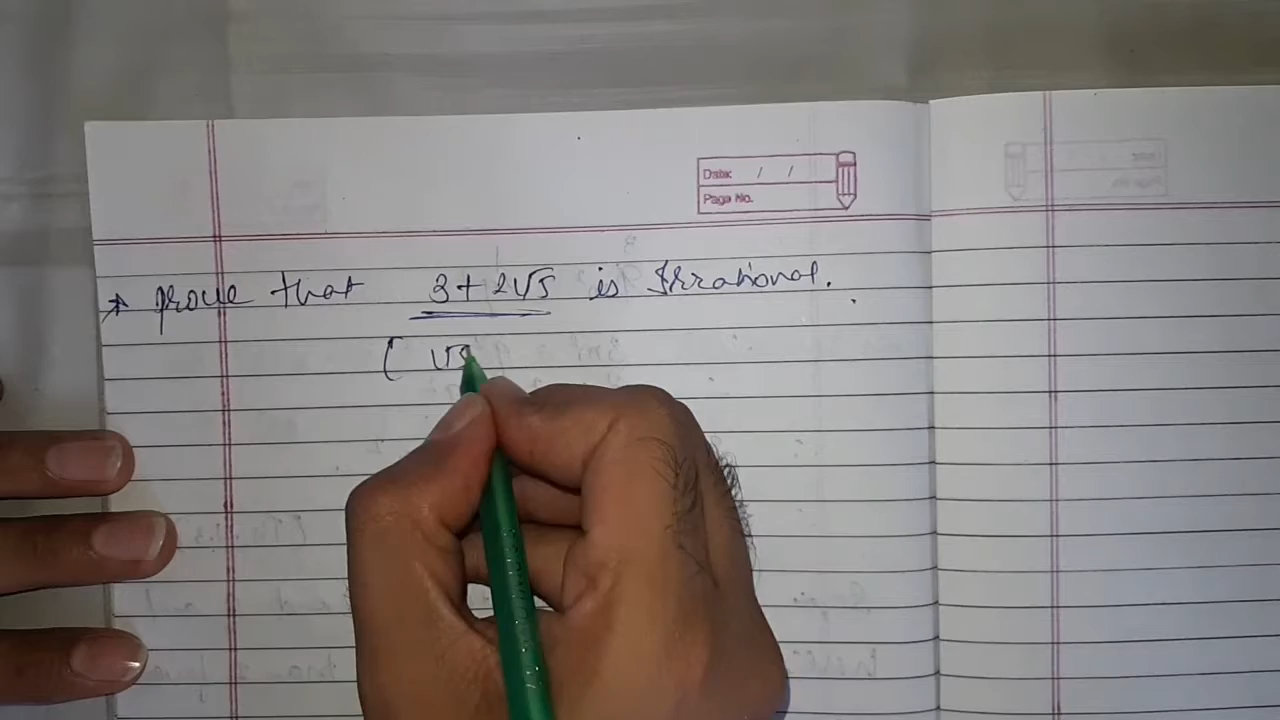 Date: / /
Page No.
* prove that 3+2√5 is Irrational.
( √5